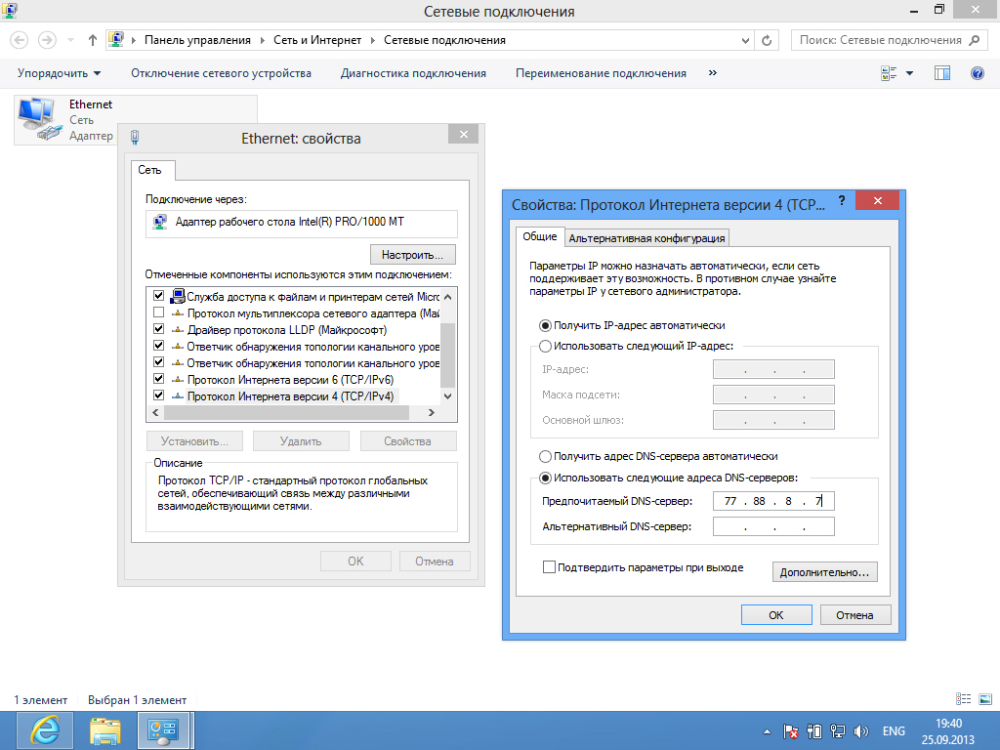 Сетевые подключения
Панель управления
Сеть и Интернет
Сетевые подключения
Поиск: Сетевые подключения
Упорядочить
Отключение сетевого устройства
Диагностика подключения
Переименование подключения
»
Ethernet
Сеть
Адаптер
Ethernet: свойства
Сеть
Подключение через:
Адаптер рабочего стола Intel(R) PRO/1000 MT
Настроить...
Отмеченные компоненты используются этим подключением:
Служба доступа к файлам и принтерам сетей Micro
Протокол мультиплексора сетевого адаптера (Май
Драйвер протокола LLDP (Майкрософт)
Ответчик обнаружения топологии канального уров
Ответчик обнаружения топологии канального уров
Протокол Интернета версии 6 (TCP/IPv6)
Протокол Интернета версии 4 (TCP/IPv4)
Установить...
Удалить
Свойства
Описание
Протокол TCP/IP - стандартный протокол глобальных
сетей, обеспечивающий связь между различными
взаимодействующими сетями.
OK
Отмена
Свойства: Протокол Интернета версии 4 (TCP...
?
Общие
Альтернативная конфигурация
Параметры IP можно назначать автоматически, если сеть
поддерживает эту возможность. В противном случае узнайте
параметры IP у сетевого администратора.
Получить IP-адрес автоматически
Использовать следующий IP-адрес:
IP-адрес:
Маска подсети:
Основной шлюз:
Получить адрес DNS-сервера автоматически
Использовать следующие адреса DNS-серверов:
Предпочитаемый DNS-сервер:
77 . 88 . 8 . 7
Альтернативный DNS-сервер:
Подтвердить параметры при выходе
Дополнительно...
OK
Отмена
1 элемент
Выбран 1 элемент
ENG
19:40
25.09.2013